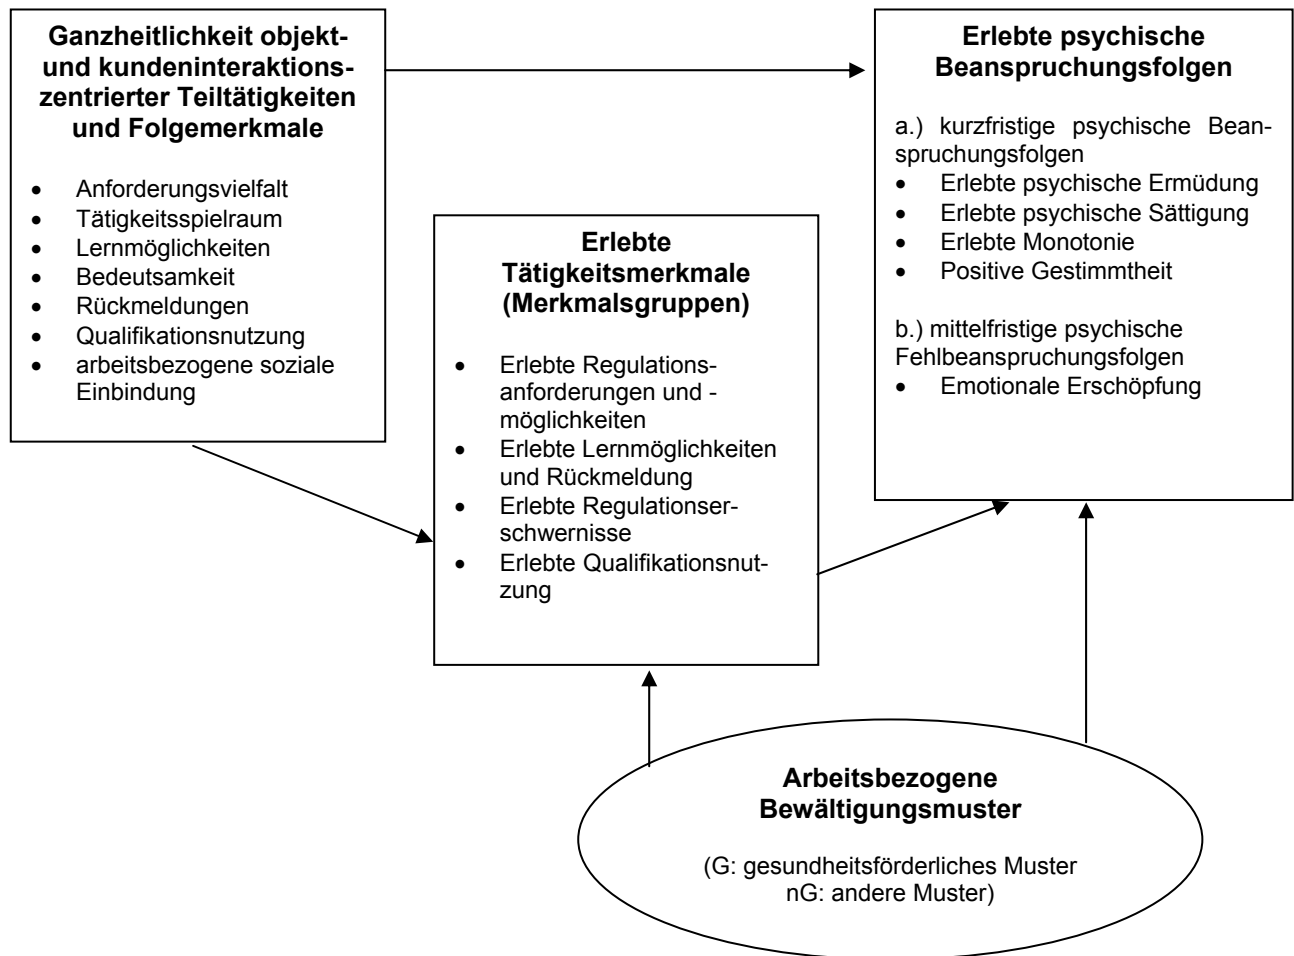 Ganzheitlichkeit objekt-
und kundeninteraktions-
zentrierter Teiltätigkeiten
und Folgemerkmale
• Anforderungsvielfalt
• Tätigkeitsspielraum
• Lernmöglichkeiten
• Bedeutsamkeit
• Rückmeldungen
• Qualifikationsnutzung
• arbeitsbezogene soziale
Einbindung
Erlebte
Tätigkeitsmerkmale
(Merkmalsgruppen)
• Erlebte Regulations-
anforderungen und -
möglichkeiten
• Erlebte Lernmöglichkeiten
und Rückmeldung
• Erlebte Regulationser-
schwernisse
• Erlebte Qualifikationsnut-
zung
Erlebte psychische
Beanspruchungsfolgen
a.) kurzfristige psychische Bean-
spruchungsfolgen
• Erlebte psychische Ermüdung
• Erlebte psychische Sättigung
• Erlebte Monotonie
• Positive Gestimmtheit
b.) mittelfristige psychische
Fehlbeanspruchungsfolgen
• Emotionale Erschöpfung
Arbeitsbezogene
Bewältigungsmuster
(G: gesundheitsförderliches Muster
nG: andere Muster)